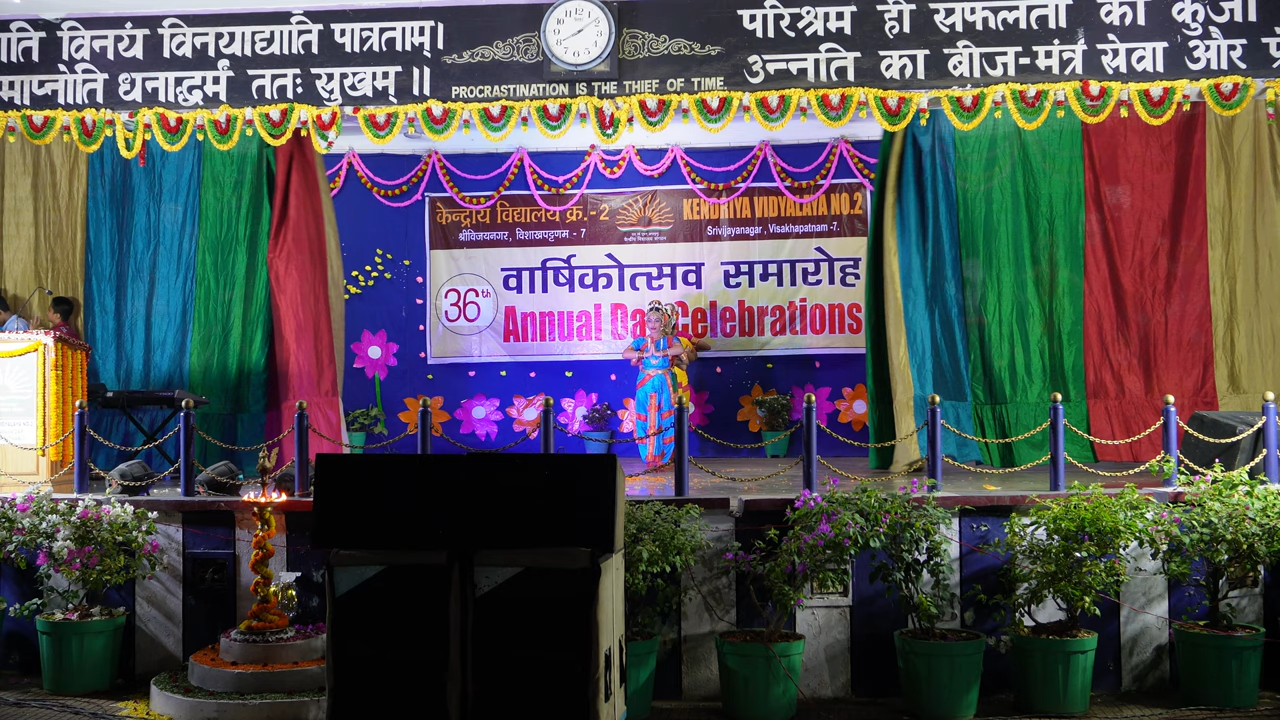 विनयं विनयाद्याति पात्रताम्।
धनाद्धर्मं ततः सुखम् ॥
PROCRASTINATION IS THE THIEF OF TIME.
परिश्रम ही सफलता की कुंजी
उन्नति का बीज-मंत्र सेवा और
केन्द्रीय विद्यालय क्र.-2
श्रीविजयनगर, विशाखपट्टणम - 7
KENDRIYA VIDYALAYA NO.2
Srivijayanagar, Visakhapatnam -7.
36th
वार्षिकोत्सव समारोह
Annual Day Celebrations